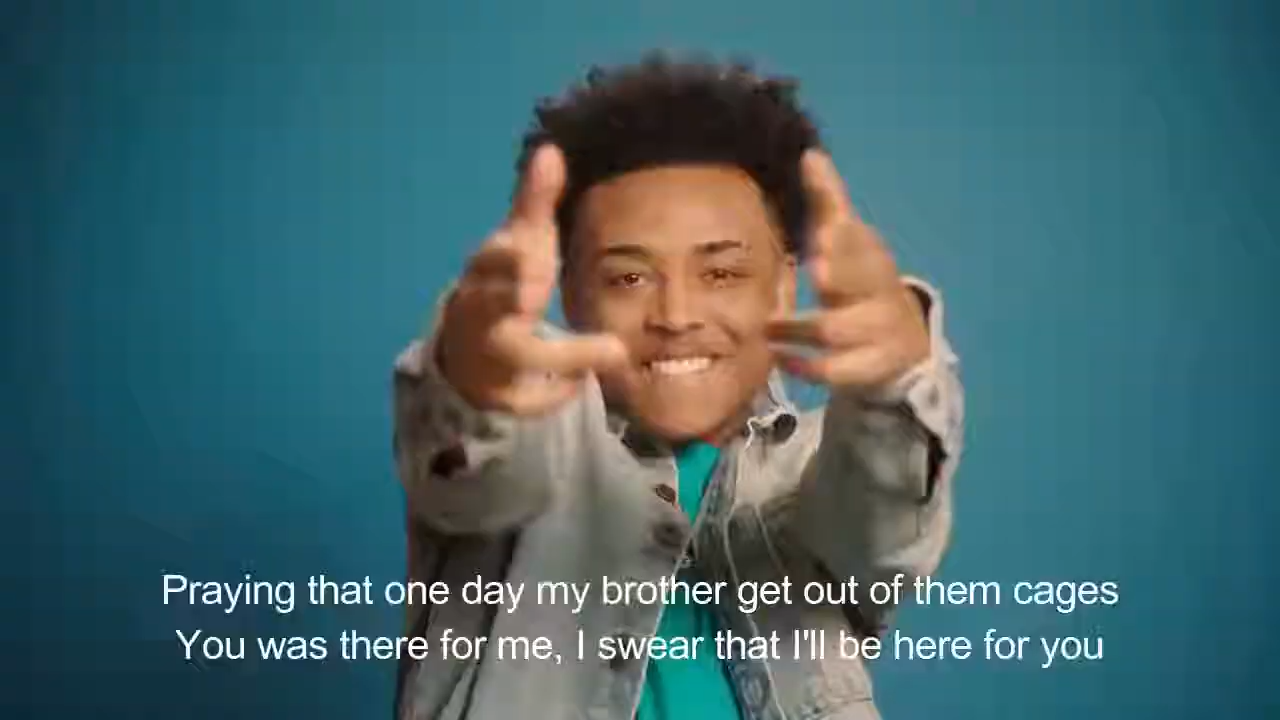 Praying that one day my brother get out of them cages
You was there for me, I swear that I'll be here for you